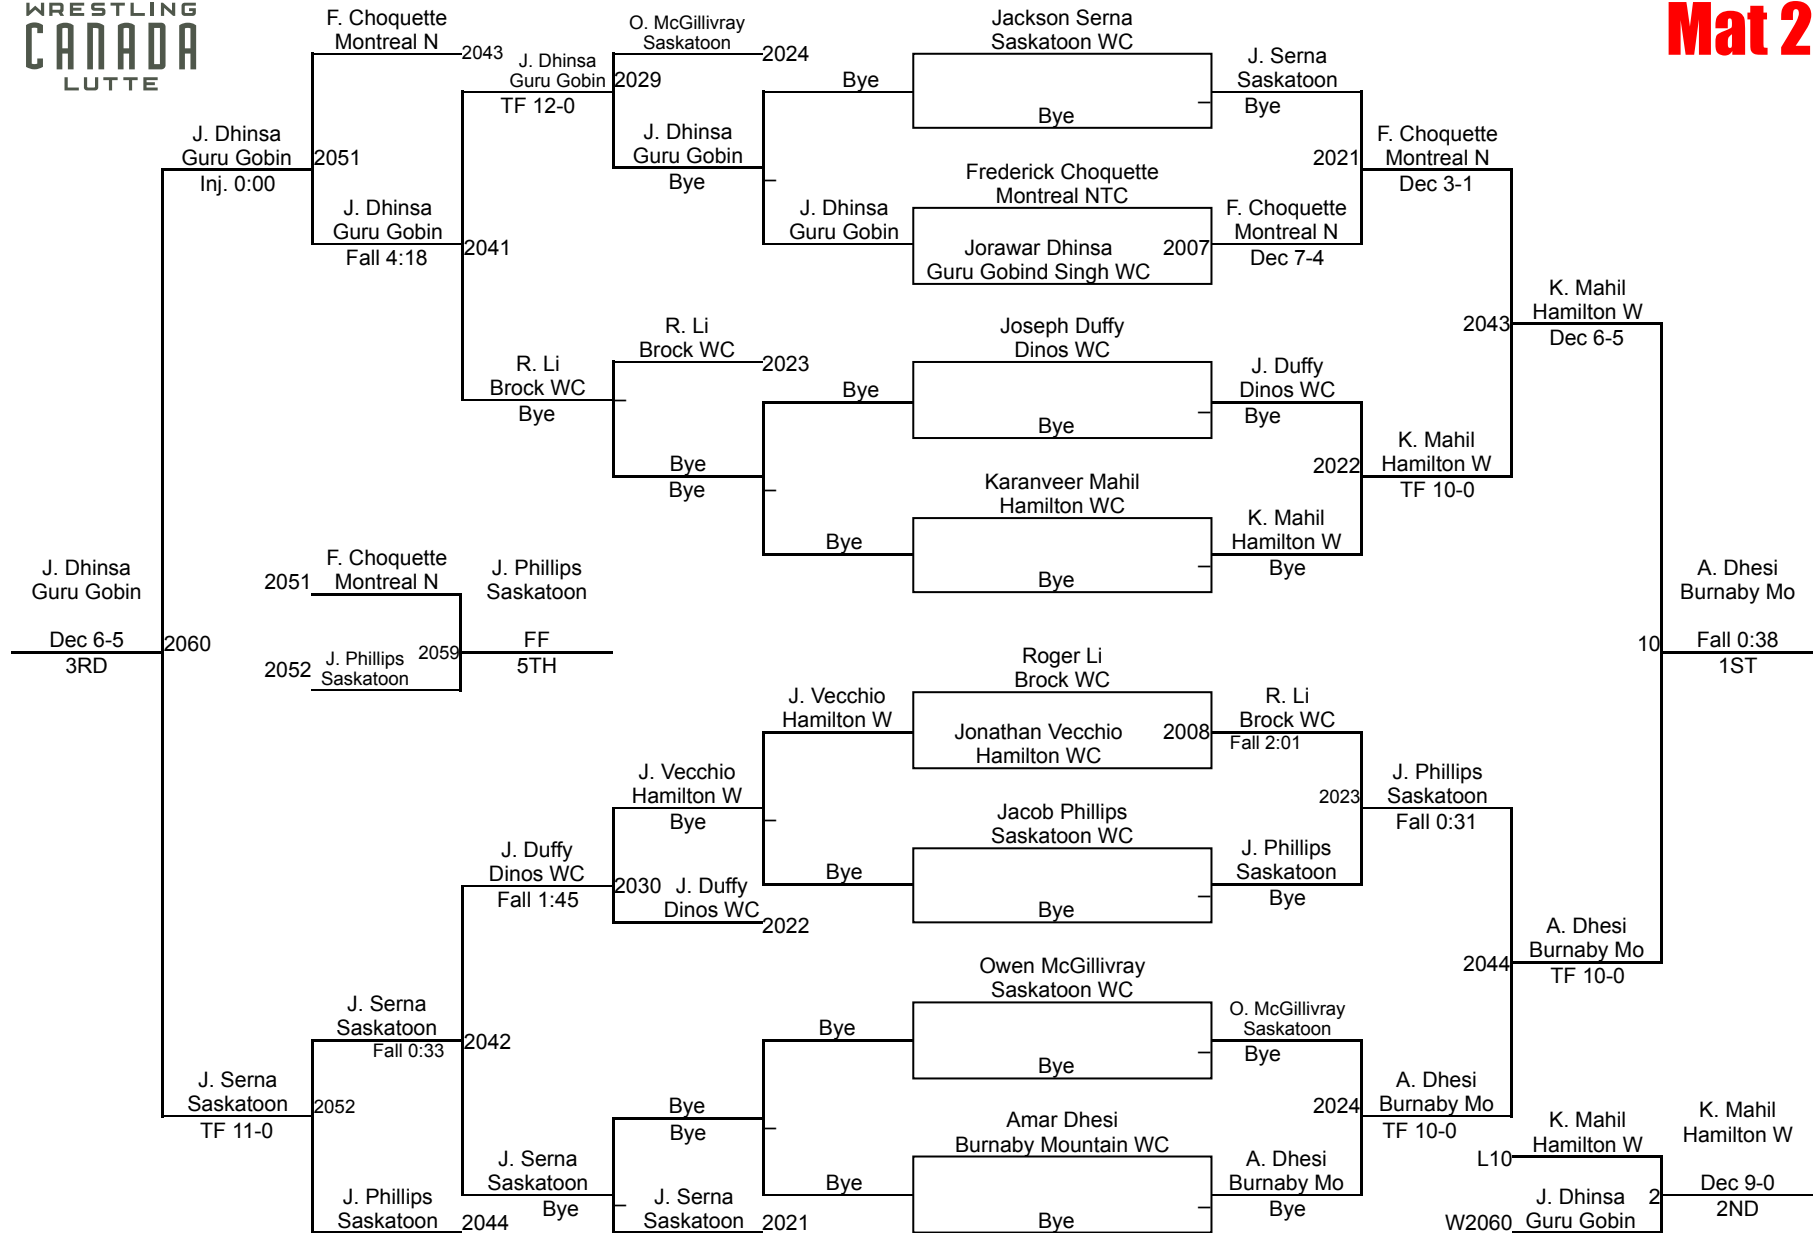 WRESTLING
CANADA
LUTTE
Mat 2
F. Choquette
Montreal N
2043
J. Dhinsa
Guru Gobin
2029
TF 12-0
O. McGillivray
Saskatoon
2024
J. Dhinsa
Guru Gobin
Bye
J. Dhinsa
Guru Gobin
2051
Inj. 0:00
J. Dhinsa
Guru Gobin
Fall 4:18
2041
Bye
J. Dhinsa
Guru Gobin
Jackson Serna
Saskatoon WC
Bye
J. Serna
Saskatoon
Bye
Frederick Choquette
Montreal NTC
Jorawar Dhinsa
Guru Gobind Singh WC
2007
F. Choquette
Montreal N
Dec 7-4
2021
F. Choquette
Montreal N
Dec 3-1
R. Li
Brock WC
Bye
R. Li
Brock WC
2023
Bye
Bye
Bye
Bye
Joseph Duffy
Dinos WC
Bye
J. Duffy
Dinos WC
Bye
Karanveer Mahil
Hamilton WC
Bye
K. Mahil
Hamilton W
Bye
2022
K. Mahil
Hamilton W
TF 10-0
2043
K. Mahil
Hamilton W
Dec 6-5
J. Dhinsa
Guru Gobin
Dec 6-5
3RD
2060
2051
F. Choquette
Montreal N
2052
J. Phillips
Saskatoon
2059
J. Phillips
Saskatoon
FF
5TH
10
A. Dhesi
Burnaby Mo
Fall 0:38
1ST
J. Vecchio
Hamilton W
Roger Li
Brock WC
Jonathan Vecchio
Hamilton WC
2008
R. Li
Brock WC
Fall 2:01
J. Vecchio
Hamilton W
Bye
Bye
Jacob Phillips
Saskatoon WC
Bye
J. Phillips
Saskatoon
Bye
2023
J. Phillips
Saskatoon
Fall 0:31
J. Duffy
Dinos WC
Fall 1:45
2030
J. Duffy
Dinos WC
2022
2044
A. Dhesi
Burnaby Mo
TF 10-0
J. Serna
Saskatoon
Fall 0:33
2042
Bye
Owen McGillivray
Saskatoon WC
Bye
O. McGillivray
Saskatoon
Bye
J. Serna
Saskatoon
TF 11-0
2052
Bye
Bye
Bye
Amar Dhesi
Burnaby Mountain WC
Bye
A. Dhesi
Burnaby Mo
Bye
2024
A. Dhesi
Burnaby Mo
TF 10-0
J. Phillips
Saskatoon
2044
J. Serna
Saskatoon
Bye
J. Serna
Saskatoon
2021
L10
K. Mahil
Hamilton W
W2060
J. Dhinsa
Guru Gobin
2
K. Mahil
Hamilton W
Dec 9-0
2ND